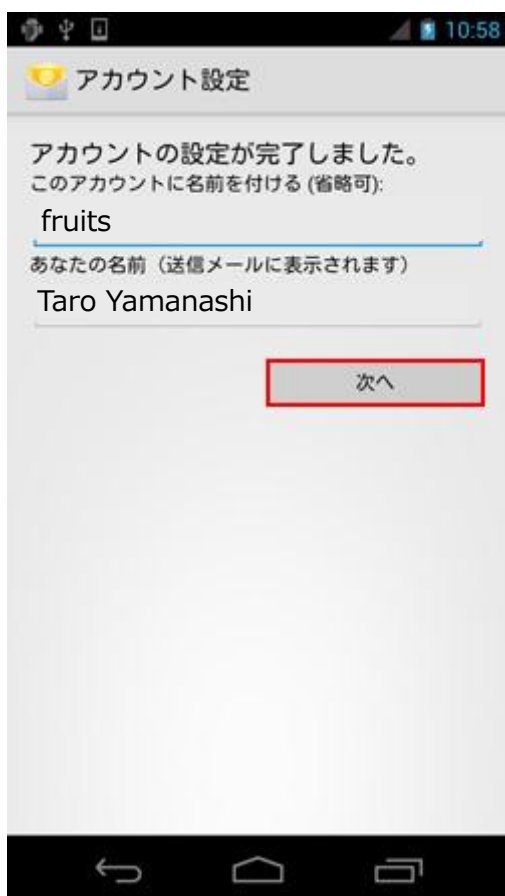 10:58
アカウント設定
アカウントの設定が完了しました。
このアカウントに名前を付ける (省略可):
fruits
あなたの名前（送信メールに表示されます）
Taro Yamanashi
次へ